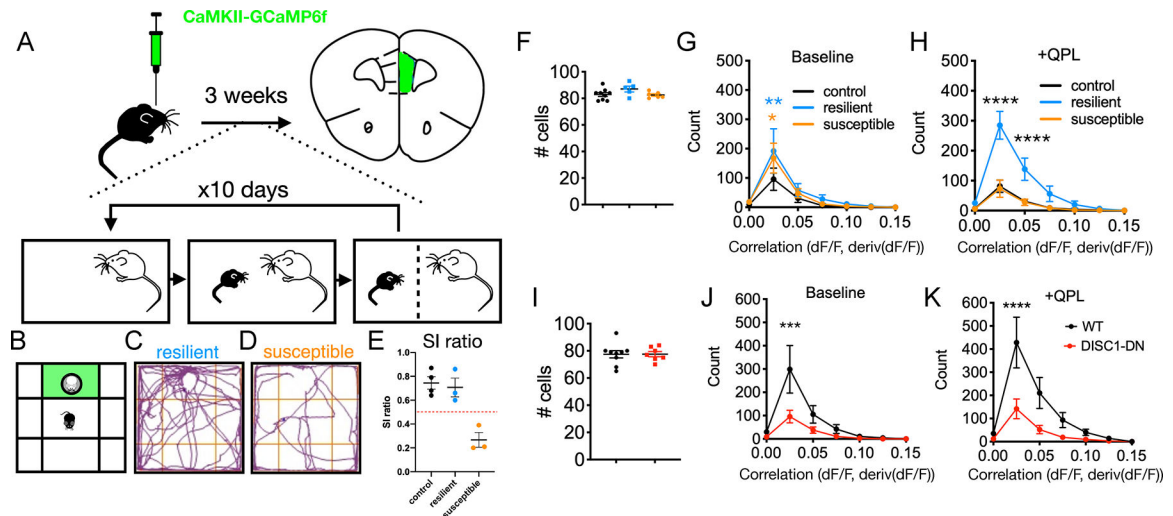 CaMKII-GCaMP6f
A
3 weeks
x10 days
B
C
resilient
D
susceptible
E
SI ratio
SI ratio
1.0
0.8
0.6
0.4
0.2
0.0
control
resilient
susceptible
F
# cells
100
80
60
40
20
0
G
Baseline
control
resilient
susceptible
**
*
Count
500
400
300
200
100
0
0.00
0.05
0.10
0.15
Correlation (dF/F, deriv(dF/F))
H
+QPL
control
resilient
susceptible
****
****
Count
500
400
300
200
100
0
0.00
0.05
0.10
0.15
Correlation (dF/F, deriv(dF/F))
I
# cells
100
80
60
40
20
0
J
Baseline
***
Count
600
500
400
300
200
100
0
0.00
0.05
0.10
0.15
Correlation (dF/F, deriv(dF/F))
K
+QPL
****
WT
DISC1-DN
Count
600
500
400
300
200
100
0
0.00
0.05
0.10
0.15
Correlation (dF/F, deriv(dF/F))